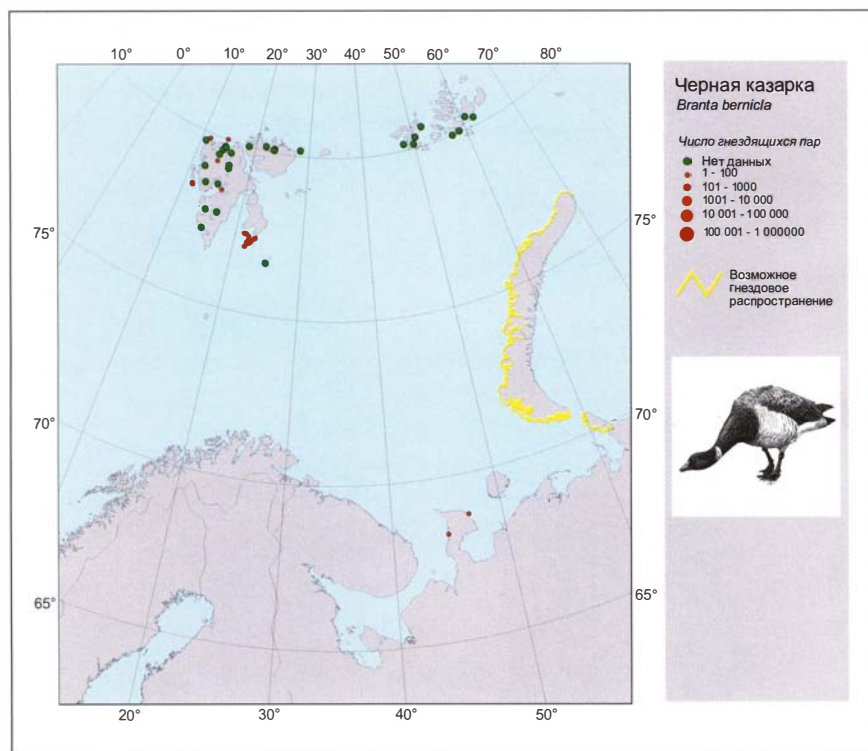 10° 0° 10° 20° 30° 50° 60° 70° 80°
75° 75°
70° 70°
65° 65°
20° 30° 40° 50°
Черная казарка
Branta bernicla
Число гнездящихся пар
Нет данных
1 - 100
101 - 1000
1001 - 10 000
10 001 - 100 000
100 001 - 1 000000
Возможное
гнездовое
распространение